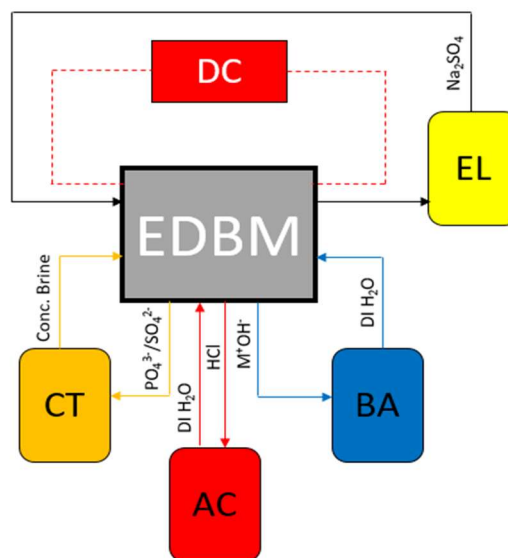 Na₂SO₄
DC
EL
EDBM
Conc. Brine
PO₄³⁻/SO₄²⁻
DI H₂O
HCl
M⁺OH⁻
DI H₂O
CT
BA
AC